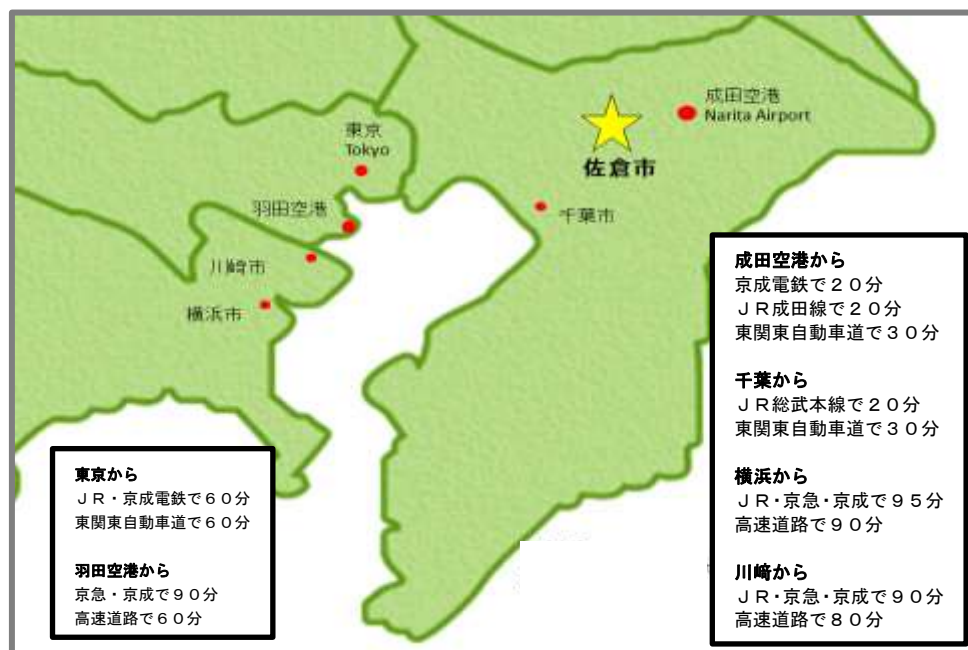 成田空港
Narita Airport
東京
Tokyo
佐倉市
羽田空港
千葉市
川崎市
横浜市
成田空港から
京成電鉄で２０分
ＪＲ成田線で２０分
東関東自動車道で３０分
千葉から
ＪＲ総武本線で２０分
東関東自動車道で３０分
横浜から
ＪＲ・京急・京成で９５分
高速道路で９０分
川﨑から
ＪＲ・京急・京成で９０分
高速道路で８０分
東京から
ＪＲ・京成電鉄で６０分
東関東自動車道で６０分
羽田空港から
京急・京成で９０分
高速道路で６０分